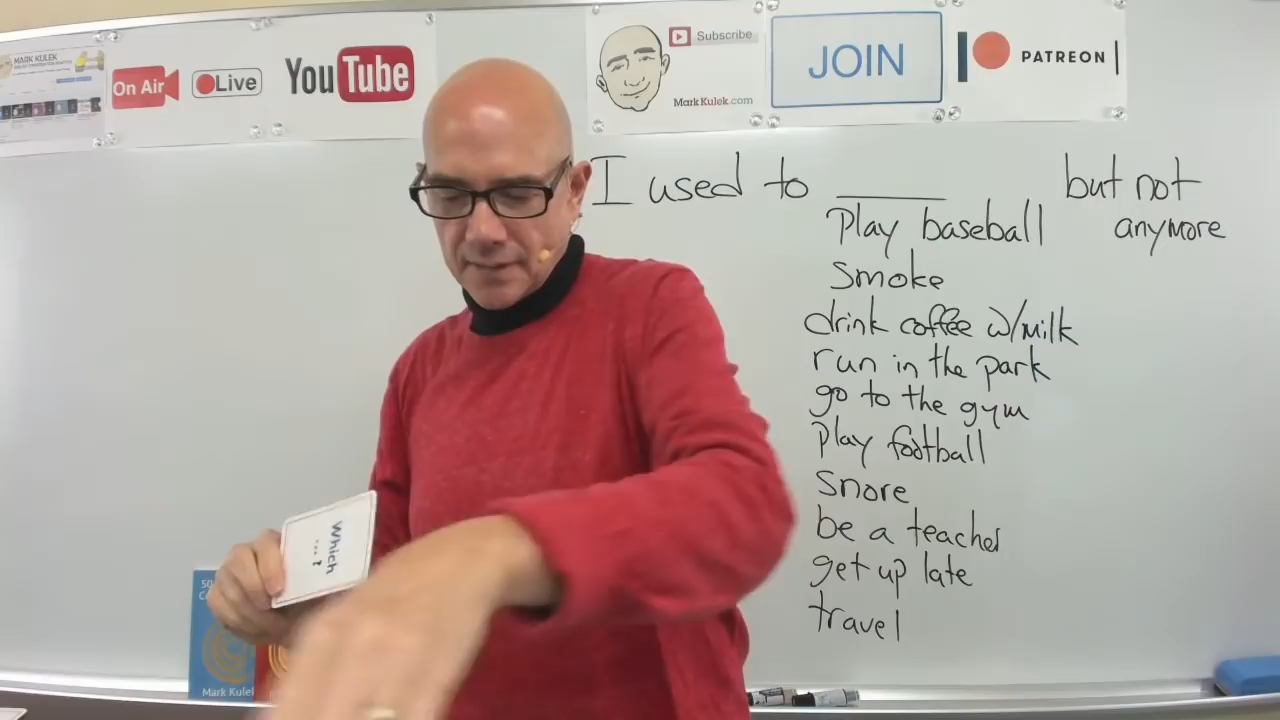 MARK KULEK
On Air
Live
YouTube
Subscribe
MarkKulek.com
JOIN
PATREON
I used to ______ but not
anymore
Play baseball
smoke
drink coffee w/milk
run in the park
go to the gym
play football
snore
be a teacher
get up late
travel
Which
...?
50
Mark Kulek